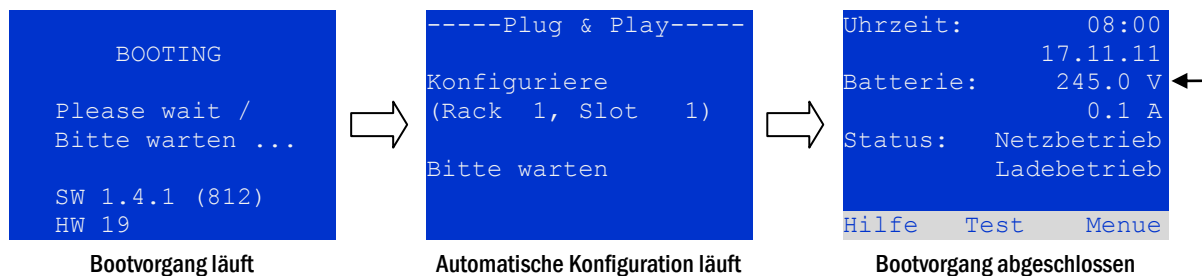 BOOTING
Please wait /
Bitte warten ...
SW 1.4.1 (812)
HW 19
Bootvorgang läuft
-----Plug & Play-----
Konfiguriere
(Rack 1, Slot 1)
Bitte warten
Automatische Konfiguration läuft
Uhrzeit: 08:00
17.11.11
Batterie: 245.0 V
0.1 A
Status: Netzbetrieb
Ladebetrieb
Hilfe Test Menue
Bootvorgang abgeschlossen